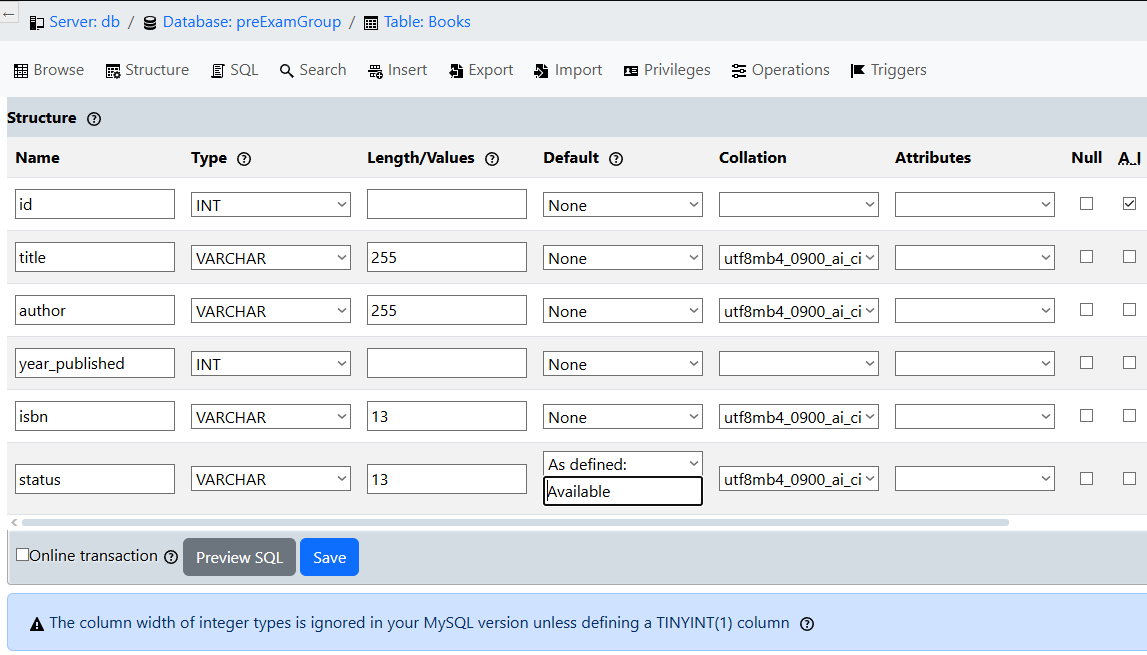 Server: db / Database: preExamGroup / Table: Books
Browse Structure SQL Search Insert Export Import Privileges Operations Triggers
Structure
Name Type Length/Values Default Collation Attributes Null A_I
id INT None
title VARCHAR 255 None utf8mb4_0900_ai_ci
author VARCHAR 255 None utf8mb4_0900_ai_ci
year_published INT None
isbn VARCHAR 13 None utf8mb4_0900_ai_ci
status VARCHAR 13 As defined: utf8mb4_0900_ai_ci
Available
Online transaction Preview SQL Save
The column width of integer types is ignored in your MySQL version unless defining a TINYINT(1) column